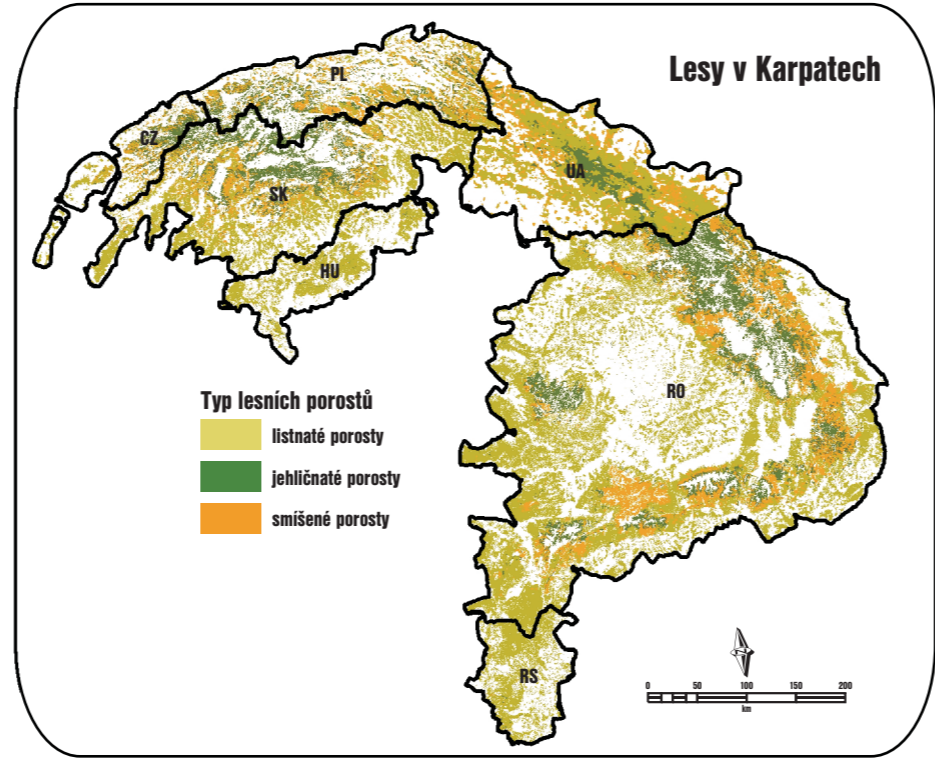 Lesy v Karpatech
PL
CZ
SK
UA
HU
RO
RS
Typ lesních porostů
listnaté porosty
jehličnaté porosty
smíšené porosty
0 50 100 150 200
km